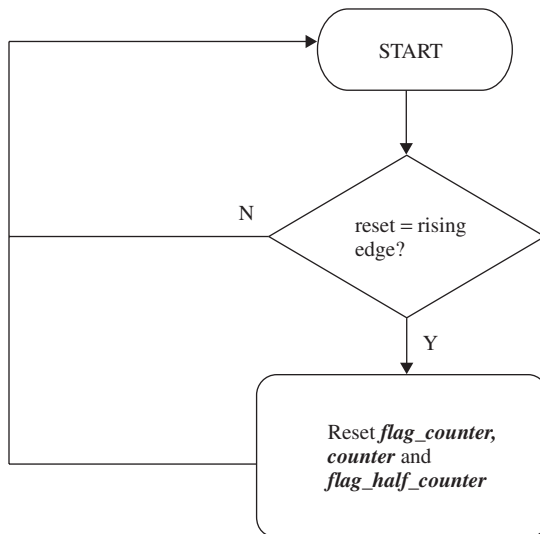 START
reset = rising
edge?
N
Y
Reset flag_counter,
counter and
flag_half_counter